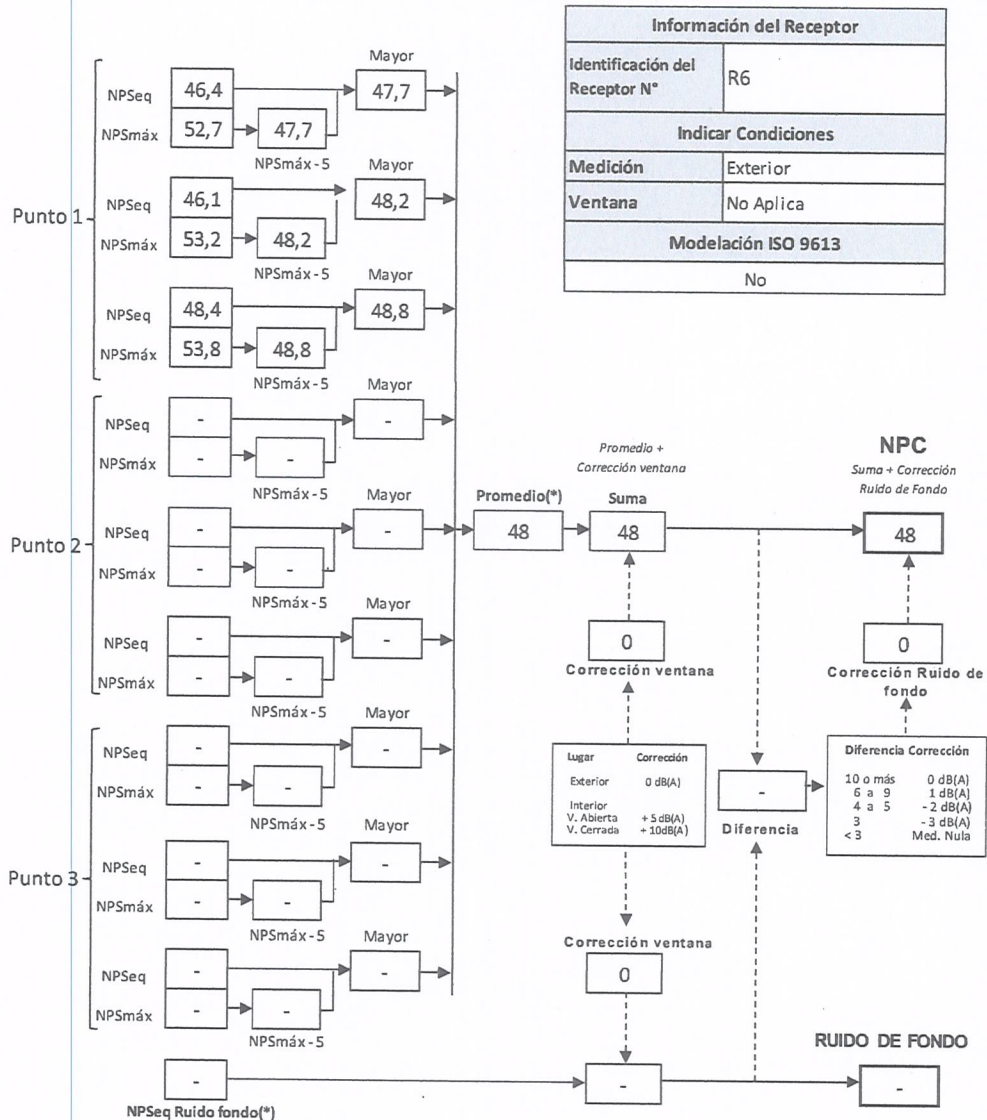 Información del Receptor
Identificación del Receptor N° R6
Indicar Condiciones
Medición Exterior
Ventana No Aplica
Modelación ISO 9613
No
Punto 1
Mayor
NPSeq 46,4 47,7
NPSmáx 52,7 47,7
NPSmáx - 5
Mayor
NPSeq 46,1 48,2
NPSmáx 53,2 48,2
NPSmáx - 5
Mayor
NPSeq 48,4 48,8
NPSmáx 53,8 48,8
NPSmáx - 5
Punto 2
Mayor
NPSeq - -
NPSmáx - -
NPSmáx - 5
Mayor
NPSeq - -
NPSmáx - -
NPSmáx - 5
Mayor
NPSeq - -
NPSmáx - -
NPSmáx - 5
Punto 3
Mayor
NPSeq - -
NPSmáx - -
NPSmáx - 5
Mayor
NPSeq - -
NPSmáx - -
NPSmáx - 5
Mayor
NPSeq - -
NPSmáx - -
NPSmáx - 5
-
NPSeq Ruido fondo(*)
Promedio(*)
48
Promedio +
Corrección ventana
Suma
48
0
Corrección ventana
Lugar Corrección
Exterior 0 dB(A)
Interior
V. Abierta + 5 dB(A)
V. Cerrada + 10dB(A)
Corrección ventana
0
-
NPC
Suma + Corrección
Ruido de Fondo
48
0
Corrección Ruido de
fondo
-
Diferencia
Diferencia Corrección
10 o más 0 dB(A)
6 a 9 1 dB(A)
4 a 5 - 2 dB(A)
3 - 3 dB(A)
< 3 Med. Nula
RUIDO DE FONDO
-